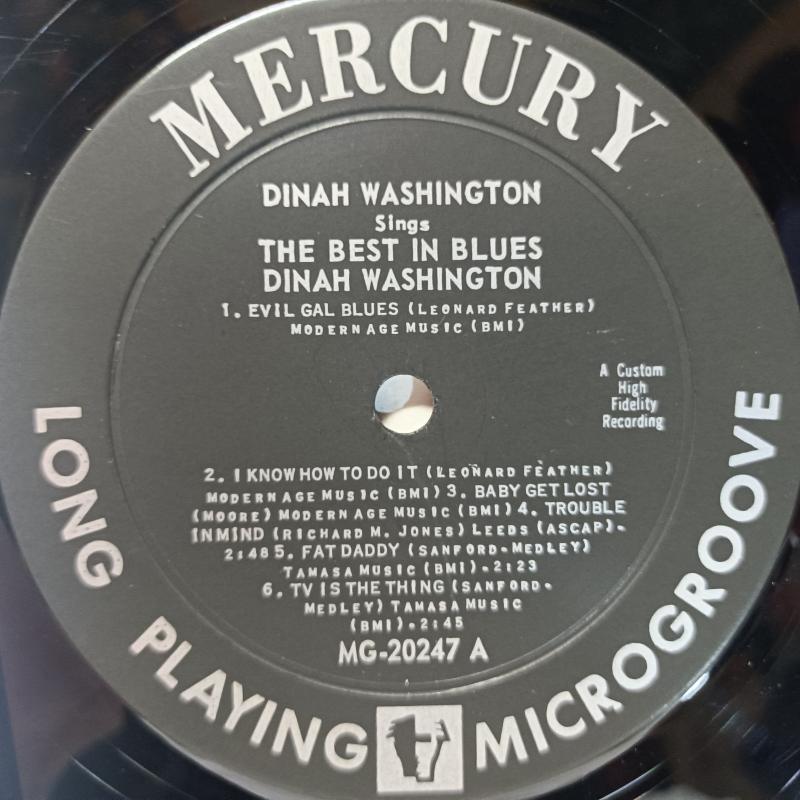 MERCURY
DINAH WASHINGTON
Sings
THE BEST IN BLUES
DINAH WASHINGTON
1. EVIL GAL BLUES (LEONARD FEATHER)
MODERN AGE MUSIC (BMI)
A Custom
High
Fidelity
Recording
2. I KNOW HOW TO DO IT (LEONARD FEATHER)
MODERN AGE MUSIC (BMI) 3. BABY GET LOST
(MOORE) MODERN AGE MUSIC (BMI) 4. TROUBLE
IN MIND (RICHARD M. JONES) LEEDS (ASCAP)-
2:48 5. FAT DADDY (SANFORD-MEDLEY)
TAMASA MUSIC (BMI)-2:23
6. TV IS THE THING (SANFORD-
MEDLEY) TAMASA MUSIC
(BMI)-2:45
MG-20247 A
LONG PLAYING MICROGROOVE